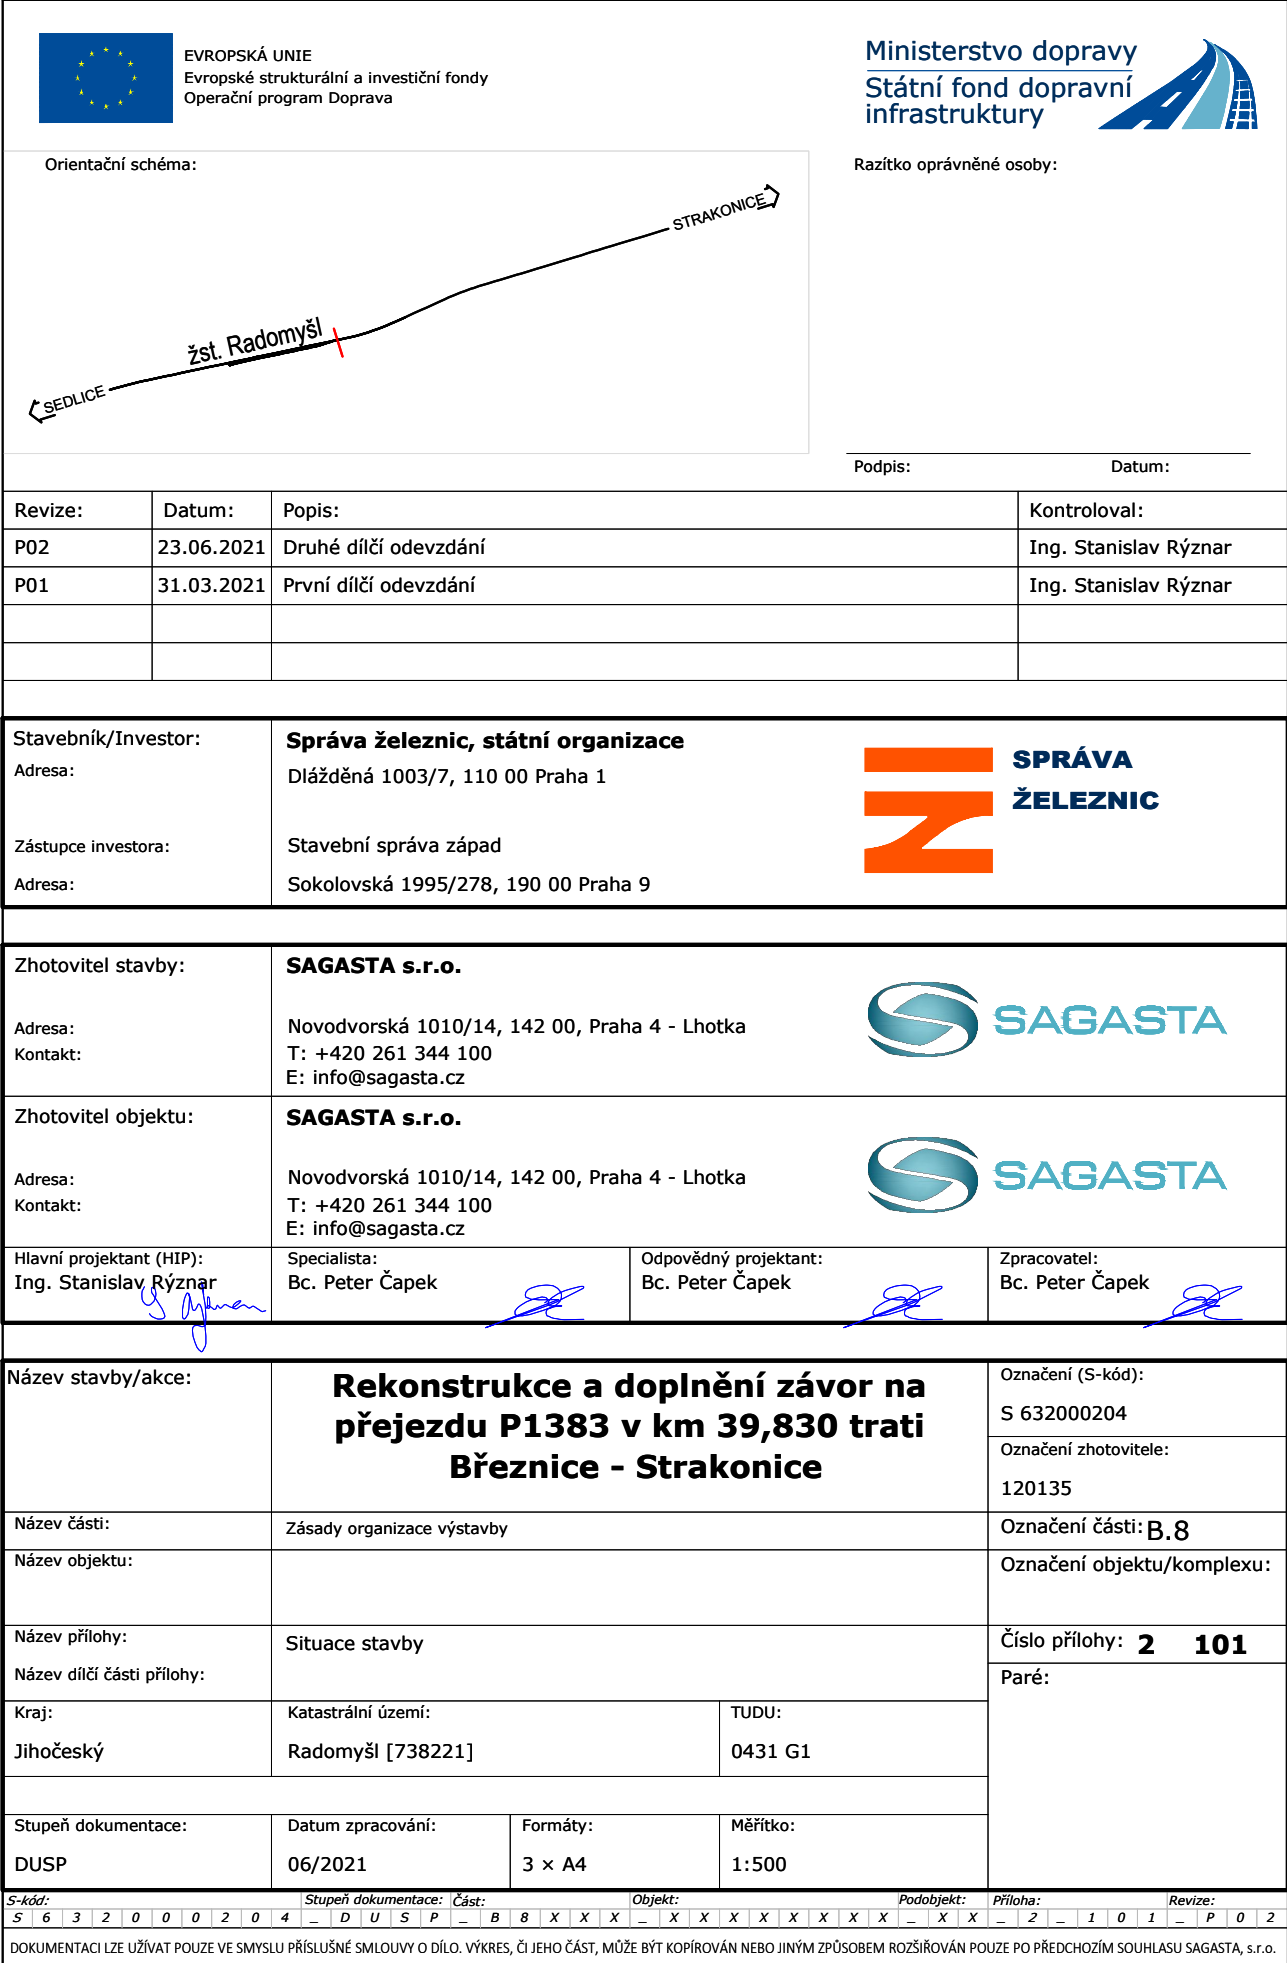 EVROPSKÁ UNIE
Evropské strukturální a investiční fondy
Operační program Doprava
Ministerstvo dopravy
Státní fond dopravní
infrastruktury
Orientační schéma:
Razítko oprávněné osoby:
STRAKONICE
žst. Radomyšl
SEDLICE
Podpis: Datum:
Revize: Datum: Popis: Kontroloval:
P02 23.06.2021 Druhé dílčí odevzdání Ing. Stanislav Rýznar
P01 31.03.2021 První dílčí odevzdání Ing. Stanislav Rýznar
Stavebník/Investor: Správa železnic, státní organizace
Adresa: Dlážděná 1003/7, 110 00 Praha 1
SPRÁVA
ŽELEZNIC
Zástupce investora: Stavební správa západ
Adresa: Sokolovská 1995/278, 190 00 Praha 9
Zhotovitel stavby: SAGASTA s.r.o.
Adresa: Novodvorská 1010/14, 142 00, Praha 4 - Lhotka
Kontakt: T: +420 261 344 100
E: info@sagasta.cz
SAGASTA
Zhotovitel objektu: SAGASTA s.r.o.
Adresa: Novodvorská 1010/14, 142 00, Praha 4 - Lhotka
Kontakt: T: +420 261 344 100
E: info@sagasta.cz
SAGASTA
Hlavní projektant (HIP): Specialista: Odpovědný projektant: Zpracovatel:
Ing. Stanislav Rýznar Bc. Peter Čapek Bc. Peter Čapek Bc. Peter Čapek
Název stavby/akce:
Rekonstrukce a doplnění závor na
přejezdu P1383 v km 39,830 trati
Březnice - Strakonice
Označení (S-kód):
S 632000204
Označení zhotovitele:
120135
Název části: Zásady organizace výstavby Označení části: B.8
Název objektu: Označení objektu/komplexu:
Název přílohy: Situace stavby Číslo přílohy: 2 101
Název dílčí části přílohy: Paré:
Kraj: Katastrální území: TUDU:
Jihočeský Radomyšl [738221] 0431 G1
Stupeň dokumentace: Datum zpracování: Formáty: Měřítko:
DUSP 06/2021 3 × A4 1:500
S-kód: Stupeň dokumentace: Část: Objekt: Podobjekt: Příloha: Revize:
S 6 3 2 0 0 0 2 0 4 _ D U S P _ B 8 X X X _ X X X X X X X X _ X X _ 2 _ 1 0 1 _ P 0 2
DOKUMENTACI LZE UŽÍVAT POUZE VE SMYSLU PŘÍSLUŠNÉ SMLOUVY O DÍLO. VÝKRES, ČI JEHO ČÁST, MŮŽE BÝT KOPÍROVÁN NEBO JINÝM ZPŮSOBEM ROZŠIŘOVÁN POUZE PO PŘEDCHOZÍM SOUHLASU SAGASTA, s.r.o.